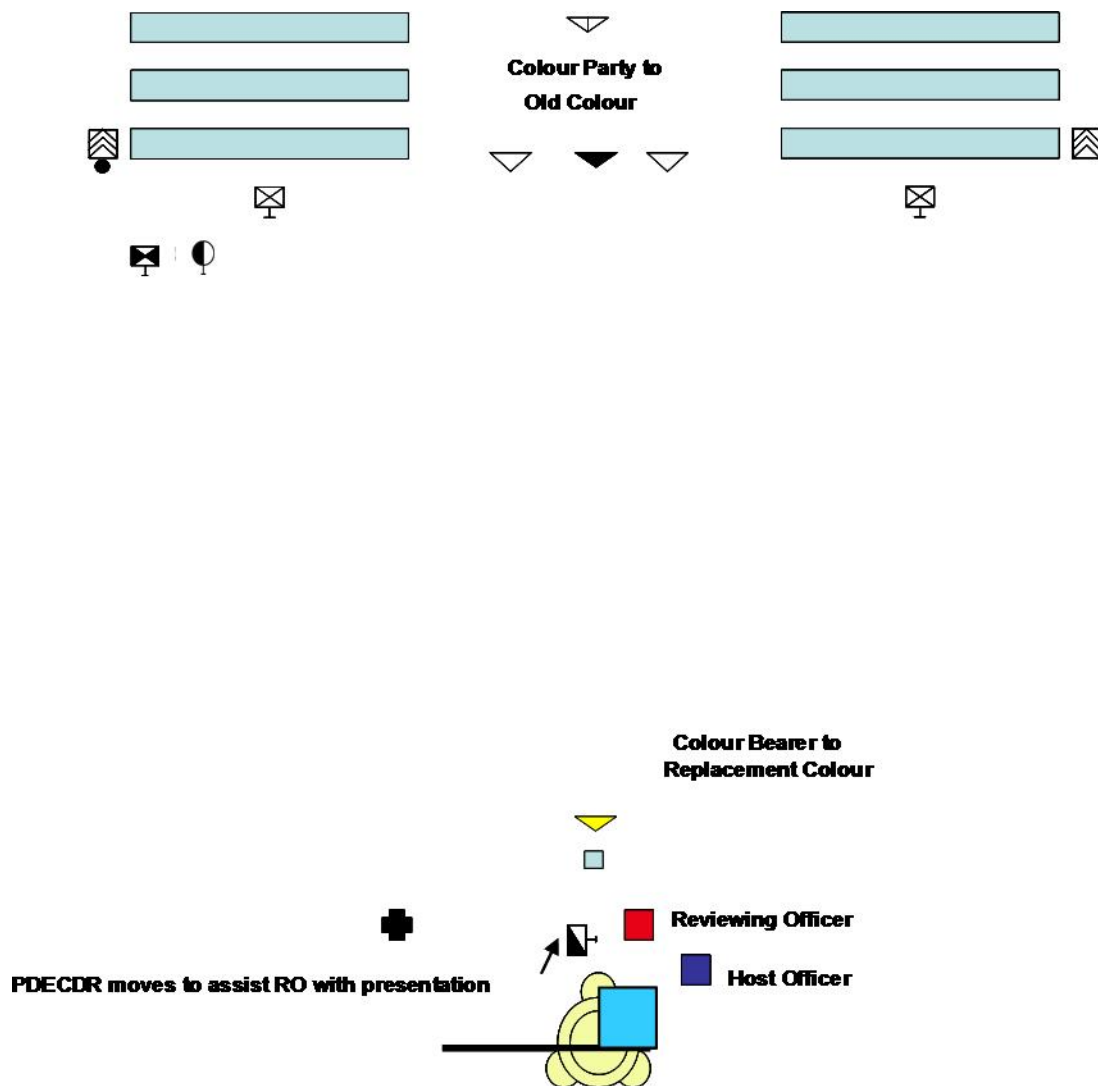 Colour Party to
Old Colour
Colour Bearer to
Replacement Colour
Reviewing Officer
PDECDR moves to assist RO with presentation
Host Officer